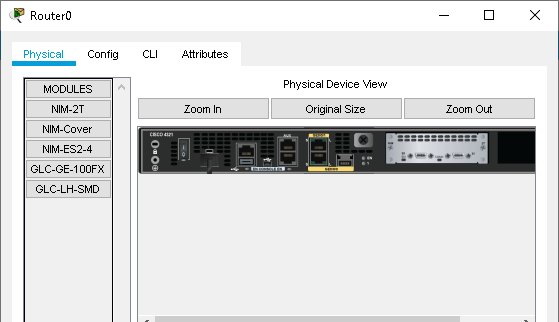 Router0
Physical Config CLI Attributes
MODULES
NIM-2T
NIM-Cover
NIM-ES2-4
GLC-GE-100FX
GLC-LH-SMD
Physical Device View
Zoom In Original Size Zoom Out
CISCO 4321
AUX